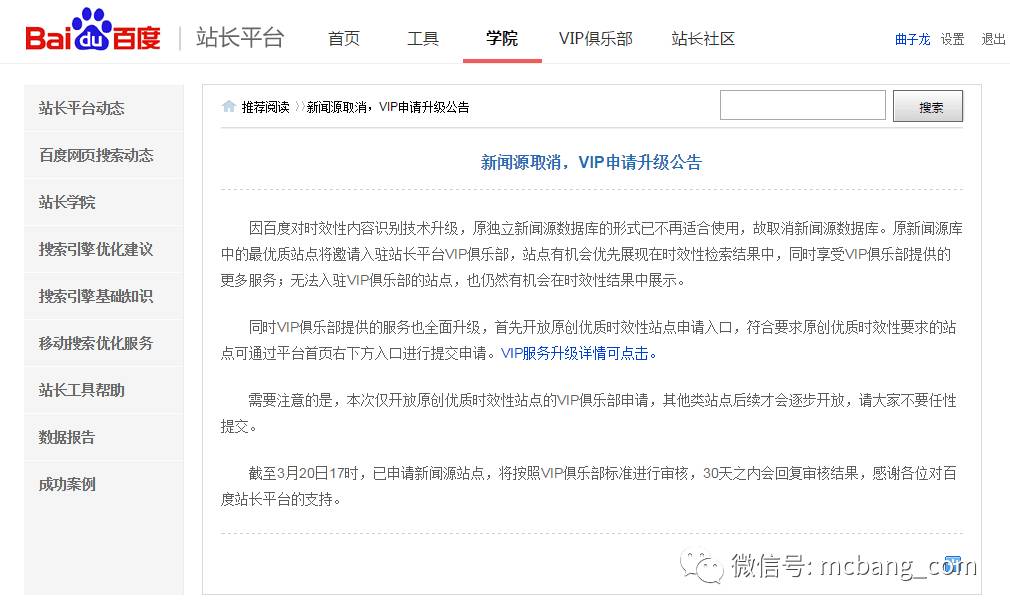 Baidu百度 | 站长平台 首页 工具 学院 VIP俱乐部 站长社区 曲子龙 设置 退出
站长平台动态
百度网页搜索动态
站长学院
搜索引擎优化建议
搜索引擎基础知识
移动搜索优化服务
站长工具帮助
数据报告
成功案例
推荐阅读 》新闻源取消，VIP申请升级公告 搜索
新闻源取消，VIP申请升级公告
因百度对时效性内容识别技术升级，原独立新闻源数据库的形式已不再适合使用，故取消新闻源数据库。原新闻源库
中的最优质站点将邀请入驻站长平台VIP俱乐部，站点有机会优先展现在时效性检索结果中，同时享受VIP俱乐部提供的
更多服务；无法入驻VIP俱乐部的站点，也仍然有机会在时效性结果中展示。
同时VIP俱乐部提供的服务也全面升级，首先开放原创优质时效性站点申请入口，符合要求原创优质时效性要求的站
点可通过平台首页右下方入口进行提交申请。VIP服务升级详情可点击。
需要注意的是，本次仅开放原创优质时效性站点的VIP俱乐部申请，其他类站点后续才会逐步开放，请大家不要任性
提交。
截至3月20日17时，已申请新闻源站点，将按照VIP俱乐部标准进行审核，30天之内会回复审核结果，感谢各位对百
度站长平台的支持。
微信号: mcbang_com